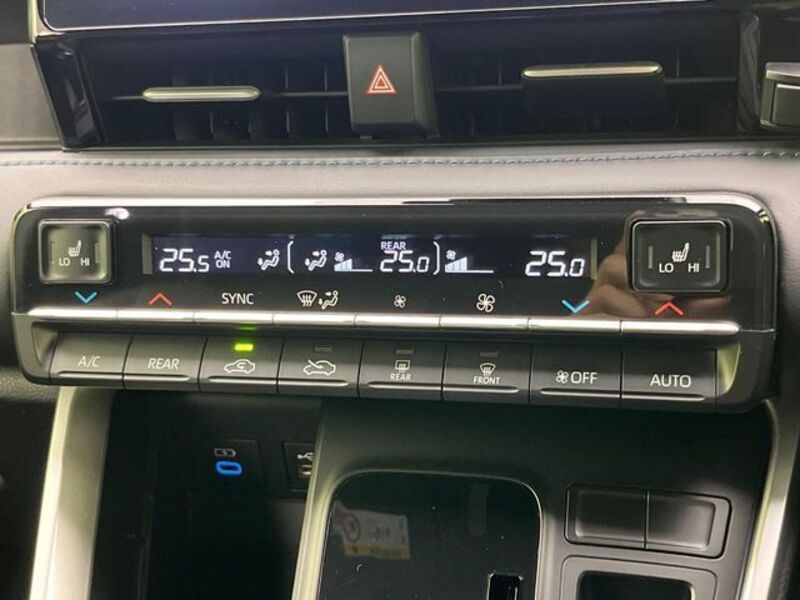 REAR
25.5 A/C ON 25.0 25.0
LO HI
LO HI
SYNC
A/C REAR REAR FRONT OFF AUTO